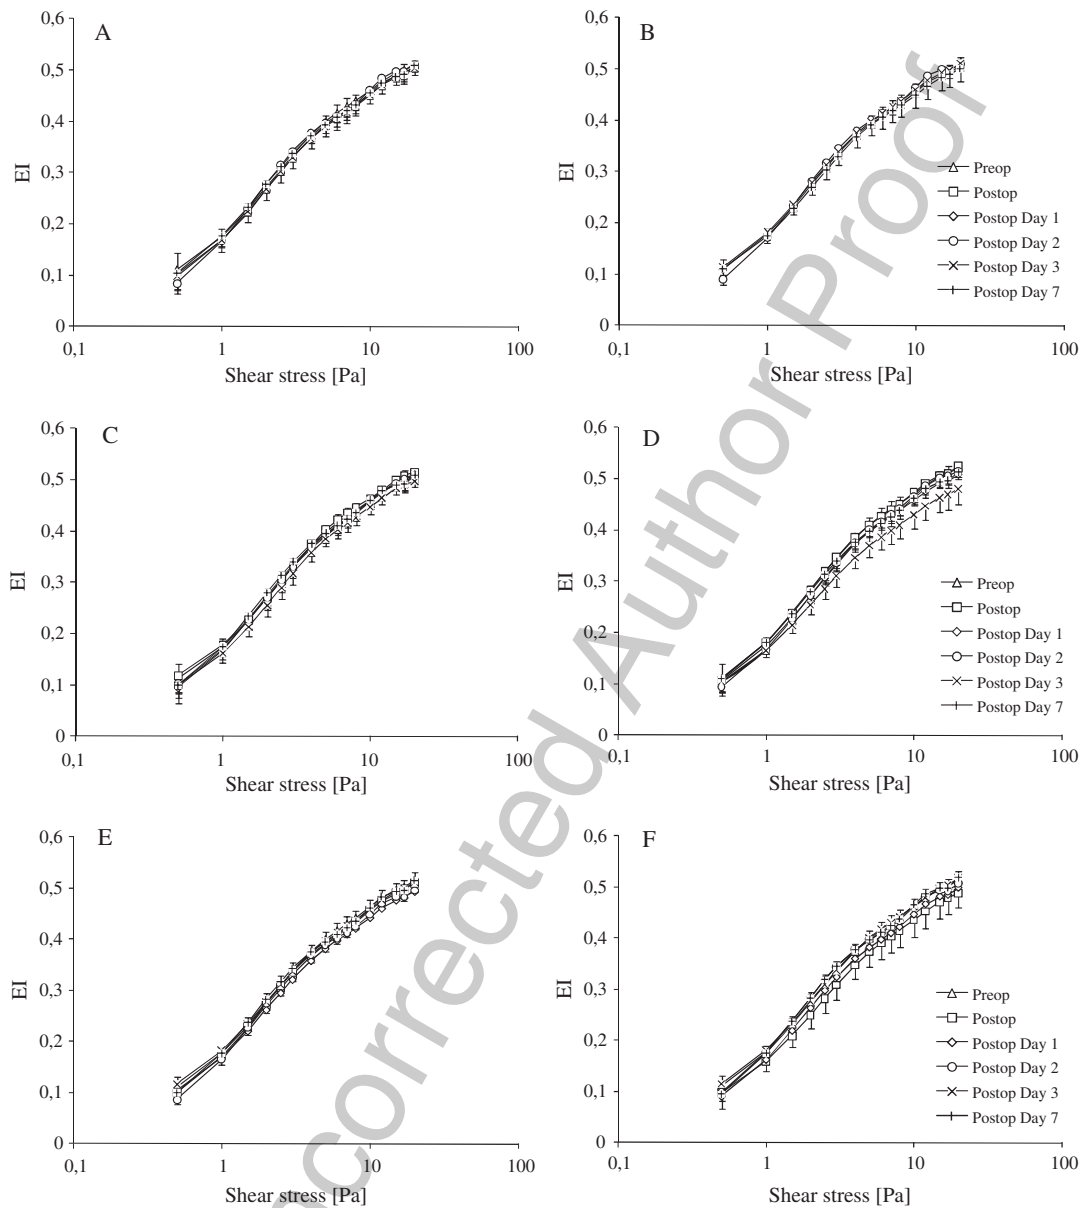 A
0,6
0,5
0,4
0,3
0,2
0,1
0
EI
0,1 1 10 100
Shear stress [Pa]
B
0,6
0,5
0,4
0,3
0,2
0,1
0
EI
0,1 1 10 100
Shear stress [Pa]
Preop
Postop
Postop Day 1
Postop Day 2
Postop Day 3
Postop Day 7
C
0,6
0,5
0,4
0,3
0,2
0,1
0
EI
0,1 1 10 100
Shear stress [Pa]
D
0,6
0,5
0,4
0,3
0,2
0,1
0
EI
0,1 1 10 100
Shear stress [Pa]
Preop
Postop
Postop Day 1
Postop Day 2
Postop Day 3
Postop Day 7
E
0,6
0,5
0,4
0,3
0,2
0,1
0
EI
0,1 1 10 100
Shear stress [Pa]
F
0,6
0,5
0,4
0,3
0,2
0,1
0
EI
0,1 1 10 100
Shear stress [Pa]
Preop
Postop
Postop Day 1
Postop Day 2
Postop Day 3
Postop Day 7
ncorrected Author Proof